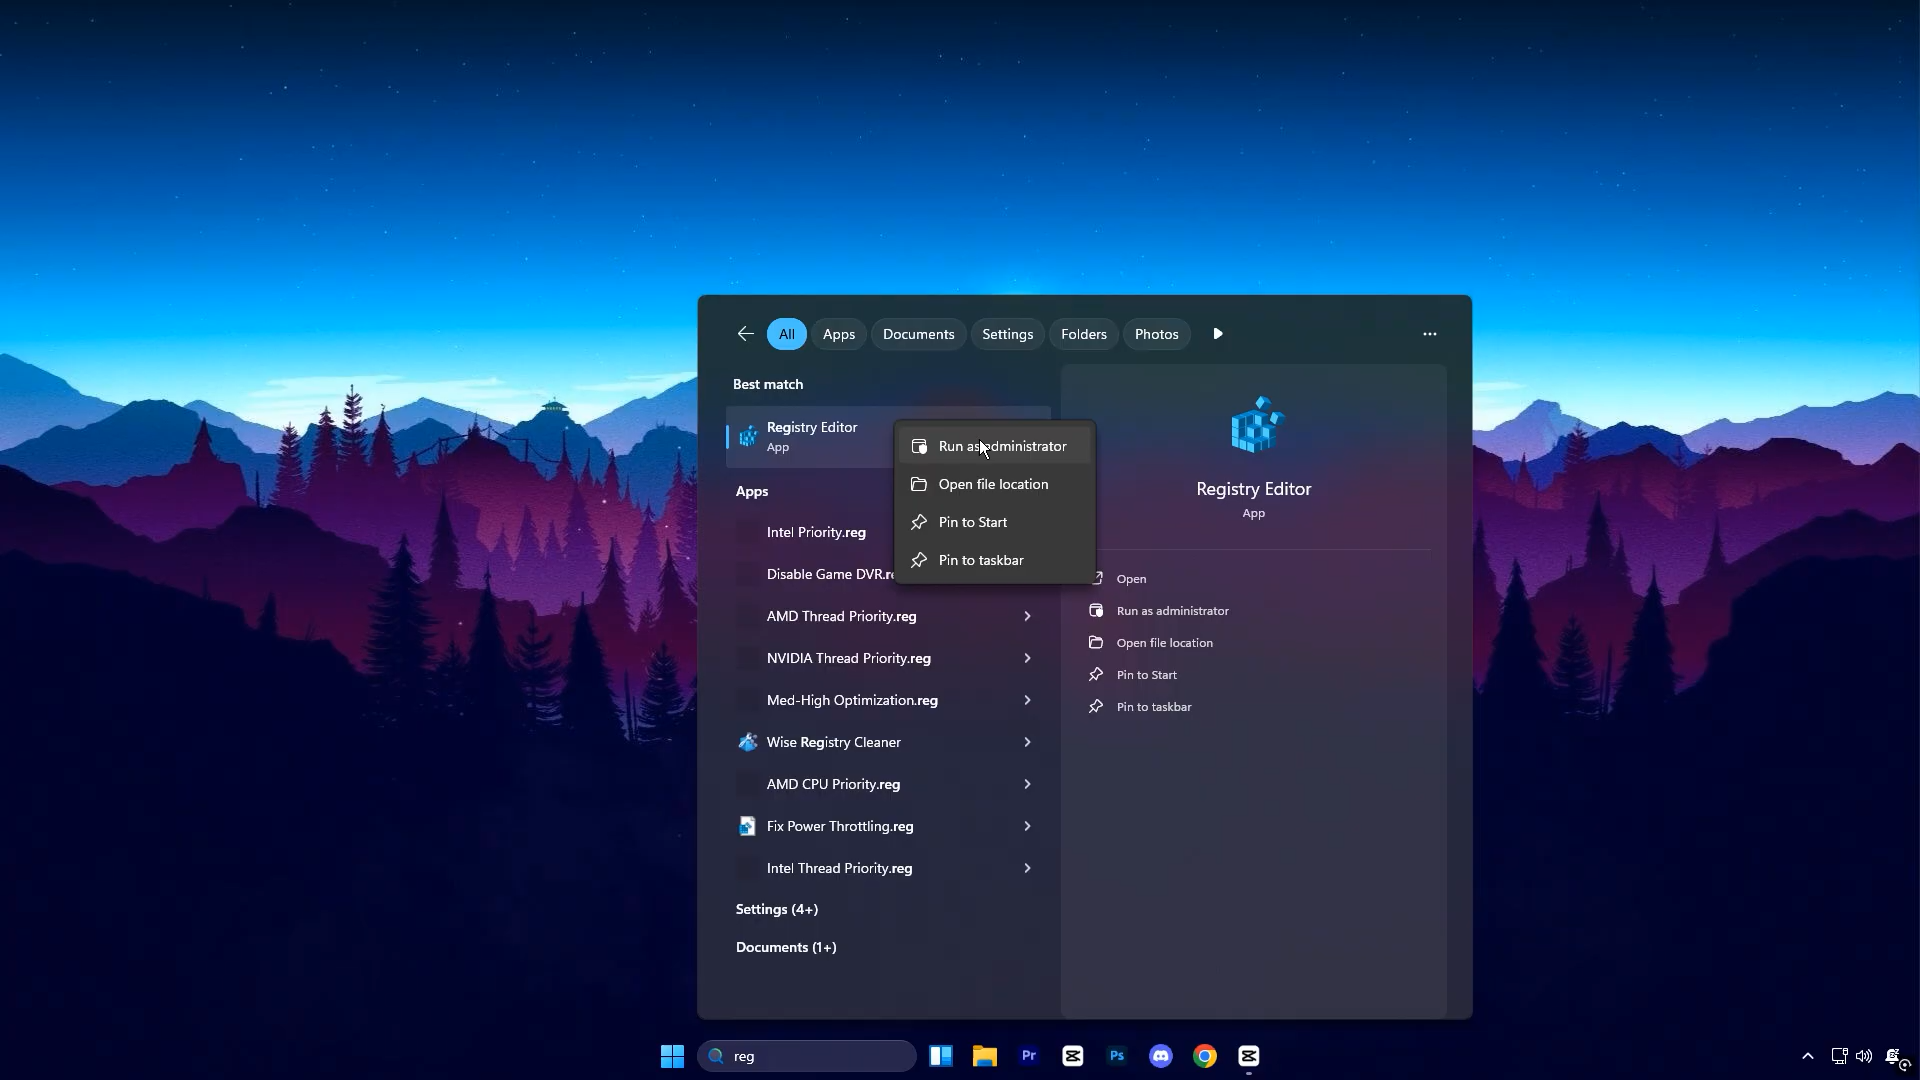 All
Apps
Documents
Settings
Folders
Photos
Best match
Registry Editor
App
Apps
Intel Priority.reg
Disable Game DVR.re
AMD Thread Priority.reg
NVIDIA Thread Priority.reg
Med-High Optimization.reg
Wise Registry Cleaner
AMD CPU Priority.reg
Fix Power Throttling.reg
Intel Thread Priority.reg
Settings (4+)
Documents (1+)
Run as administrator
Open file location
Pin to Start
Pin to taskbar
Registry Editor
App
Open
Run as administrator
Open file location
Pin to Start
Pin to taskbar
reg
Pr
Ps